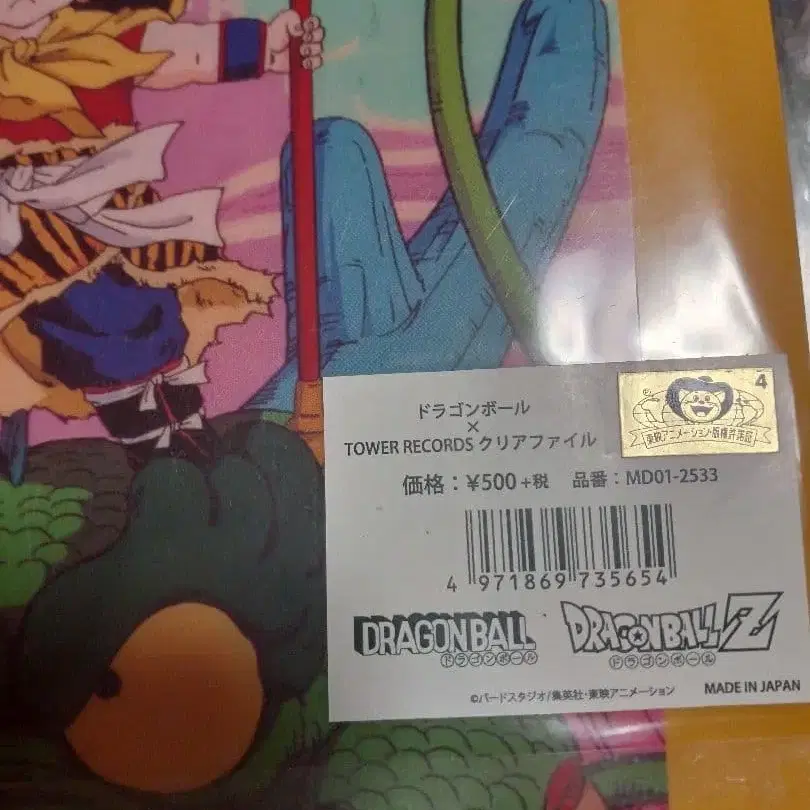 ドラゴンボール
×
TOWER RECORDS クリアファイル
4
東映アニメーション・版権許諾証
価格：¥500+税 品番：MD01-2533
4 971869 735654
DRAGON BALL
ドラゴンボール
DRAGON BALL Z
ドラゴンボール
©バードスタジオ/集英社・東映アニメーション
MADE IN JAPAN